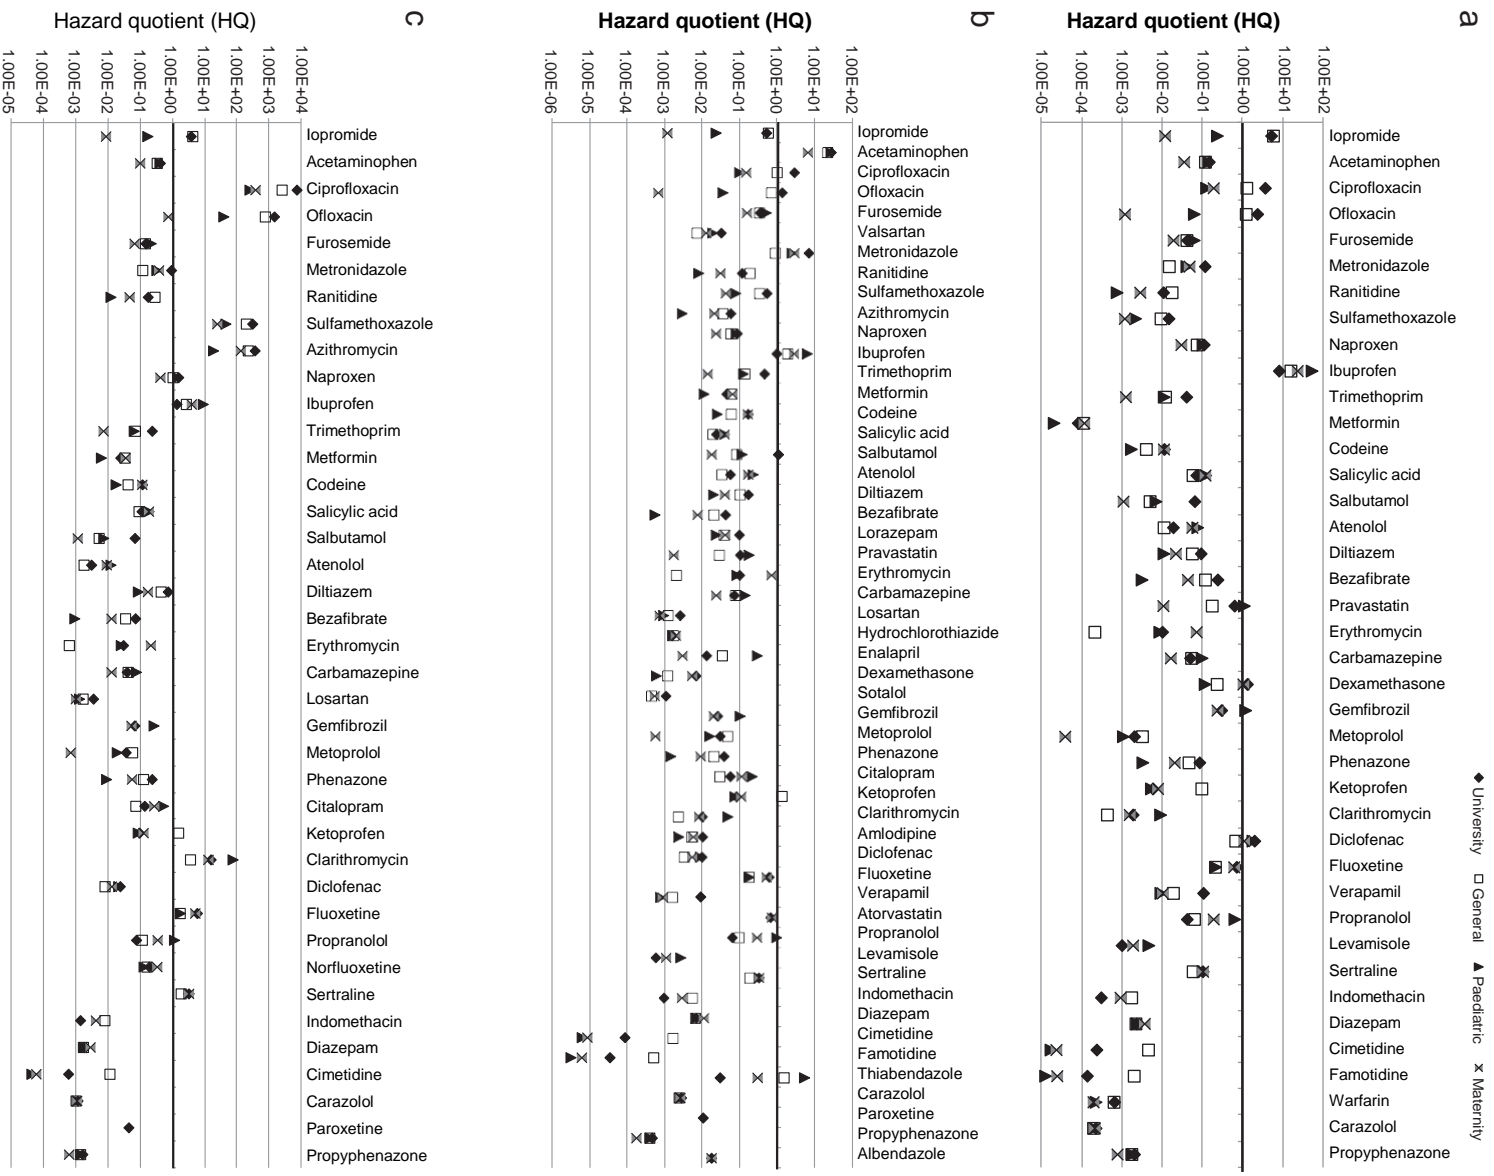 a
Hazard quotient (HQ)
1.00E-05
1.00E-04
1.00E-03
1.00E-02
1.00E-01
1.00E+00
1.00E+01
1.00E+02
Iopromide
Acetaminophen
Ciprofloxacin
Ofloxacin
Furosemide
Metronidazole
Ranitidine
Sulfamethoxazole
Naproxen
Ibuprofen
Trimethoprim
Metformin
Codeine
Salicylic acid
Salbutamol
Atenolol
Diltiazem
Bezafibrate
Pravastatin
Erythromycin
Carbamazepine
Dexamethasone
Gemfibrozil
Metoprolol
Phenazone
Ketoprofen
Clarithromycin
Diclofenac
Fluoxetine
Verapamil
Propranolol
Levamisole
Sertraline
Indomethacin
Diazepam
Cimetidine
Famotidine
Warfarin
Carazolol
Propyphenazone
University
General
Paediatric
Maternity
b
Hazard quotient (HQ)
1.00E-06
1.00E-05
1.00E-04
1.00E-03
1.00E-02
1.00E-01
1.00E+00
1.00E+01
1.00E+02
Iopromide
Acetaminophen
Ciprofloxacin
Ofloxacin
Furosemide
Valsartan
Metronidazole
Ranitidine
Sulfamethoxazole
Azithromycin
Naproxen
Ibuprofen
Trimethoprim
Metformin
Codeine
Salicylic acid
Salbutamol
Atenolol
Diltiazem
Bezafibrate
Lorazepam
Pravastatin
Erythromycin
Carbamazepine
Losartan
Hydrochlorothiazide
Enalapril
Dexamethasone
Sotalol
Gemfibrozil
Metoprolol
Phenazone
Citalopram
Ketoprofen
Clarithromycin
Amlodipine
Diclofenac
Fluoxetine
Verapamil
Atorvastatin
Propranolol
Levamisole
Sertraline
Indomethacin
Diazepam
Cimetidine
Famotidine
Thiabendazole
Carazolol
Paroxetine
Propyphenazone
Albendazole
c
Hazard quotient (HQ)
1.00E-05
1.00E-04
1.00E-03
1.00E-02
1.00E-01
1.00E+00
1.00E+01
1.00E+02
1.00E+03
1.00E+04
Iopromide
Acetaminophen
Ciprofloxacin
Ofloxacin
Furosemide
Metronidazole
Ranitidine
Sulfamethoxazole
Azithromycin
Naproxen
Ibuprofen
Trimethoprim
Metformin
Codeine
Salicylic acid
Salbutamol
Atenolol
Diltiazem
Bezafibrate
Erythromycin
Carbamazepine
Losartan
Gemfibrozil
Metoprolol
Phenazone
Citalopram
Ketoprofen
Clarithromycin
Diclofenac
Fluoxetine
Propranolol
Norfluoxetine
Sertraline
Indomethacin
Diazepam
Cimetidine
Carazolol
Paroxetine
Propyphenazone